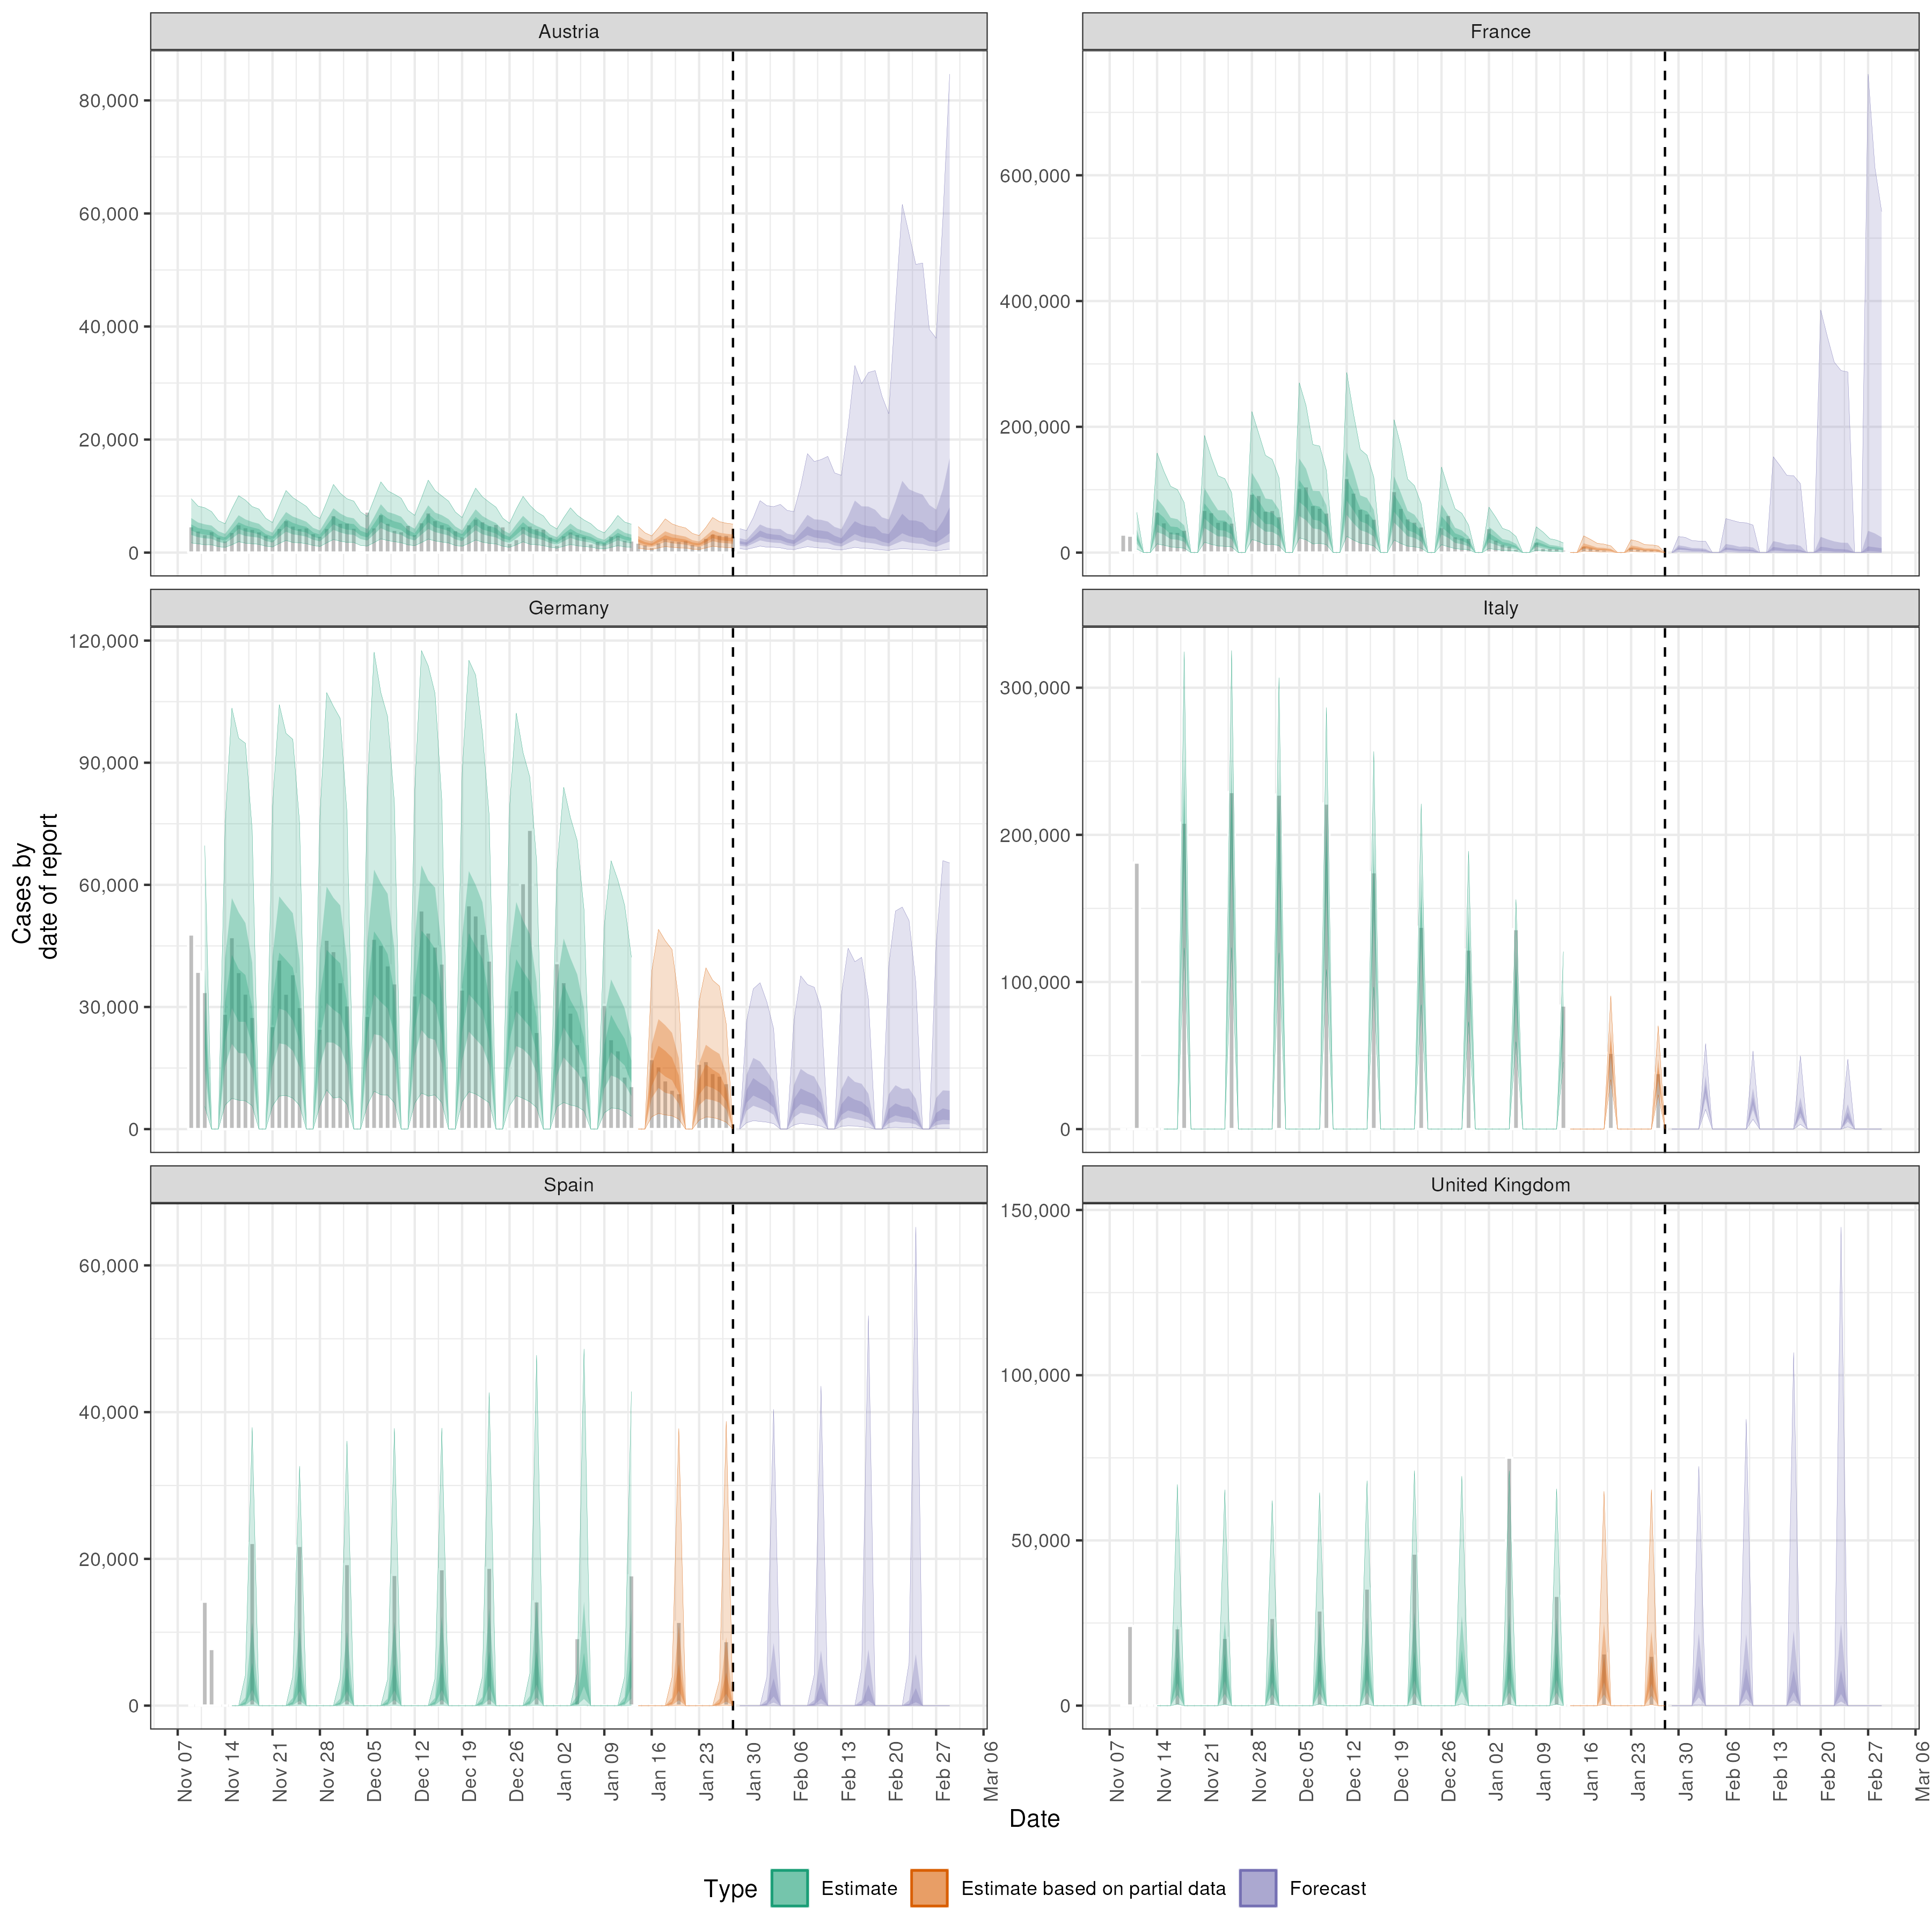 Austria
France
80,000
60,000
40,000
20,000
0
600,000
400,000
200,000
0
Germany
Italy
120,000
90,000
60,000
30,000
0
300,000
200,000
100,000
0
Cases by
date of report
Spain
United Kingdom
60,000
40,000
20,000
0
150,000
100,000
50,000
0
Nov 07
Nov 14
Nov 21
Nov 28
Dec 05
Dec 12
Dec 19
Dec 26
Jan 02
Jan 09
Jan 16
Jan 23
Jan 30
Feb 06
Feb 13
Feb 20
Feb 27
Mar 06
Nov 07
Nov 14
Nov 21
Nov 28
Dec 05
Dec 12
Dec 19
Dec 26
Jan 02
Jan 09
Jan 16
Jan 23
Jan 30
Feb 06
Feb 13
Feb 20
Feb 27
Mar 06
Date
Type
Estimate
Estimate based on partial data
Forecast